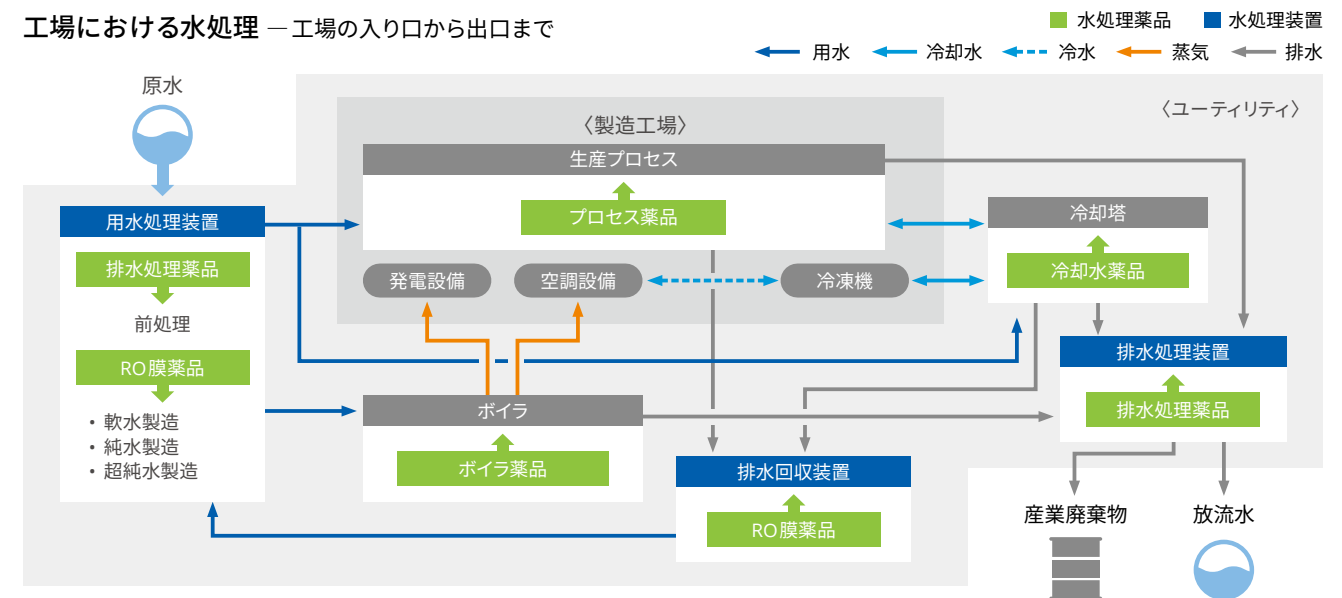 工場における水処理 ―工場の入り口から出口まで
水処理薬品 水処理装置
用水 冷却水 冷水 蒸気 排水
原水
〈ユーティリティ〉
〈製造工場〉
生産プロセス
プロセス薬品
用水処理装置
排水処理薬品
前処理
RO膜薬品
・軟水製造
・純水製造
・超純水製造
発電設備
空調設備
冷凍機
冷却塔
冷却水薬品
ボイラ
ボイラ薬品
排水処理装置
排水処理薬品
排水回収装置
RO膜薬品
産業廃棄物
放流水